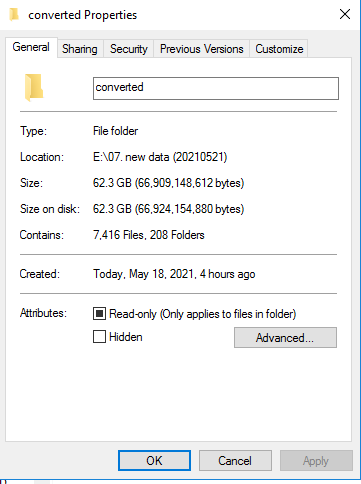 converted Properties
General Sharing Security Previous Versions Customize
converted
Type: File folder
Location: E:\07. new data (20210521)
Size: 62.3 GB (66,909,148,612 bytes)
Size on disk: 62.3 GB (66,924,154,880 bytes)
Contains: 7,416 Files, 208 Folders
Created: Today, May 18, 2021, 4 hours ago
Attributes: Read-only (Only applies to files in folder)
Hidden Advanced...
OK Cancel Apply